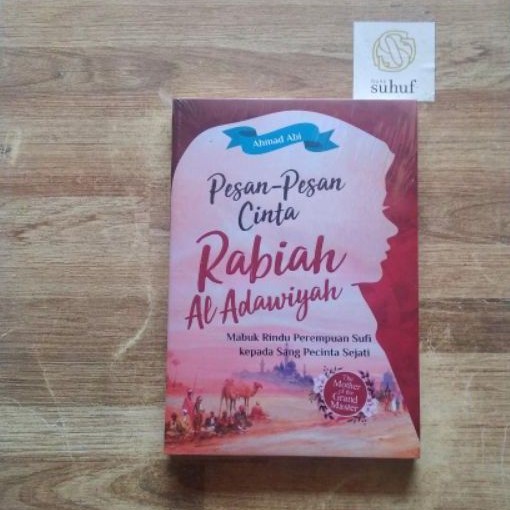 suhuf
Ahmad Abi
Pesan-Pesan
Cinta
Rabiah
Al Adawiyah
Mabuk Rindu Perempuan Sufi
kepada Sang Pecinta Sejati
The
Mother
of the
Grand
Master